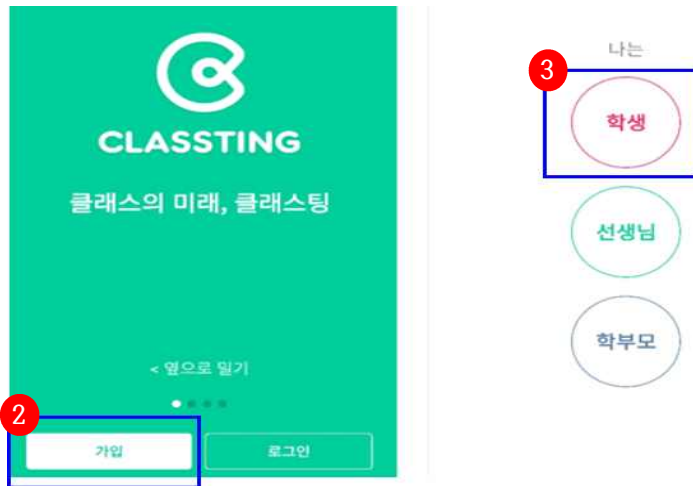 CLASSTING
클래스의 미래, 클래스팅
< 옆으로 밀기
2
가입
로그인
나는
3
학생
선생님
학부모